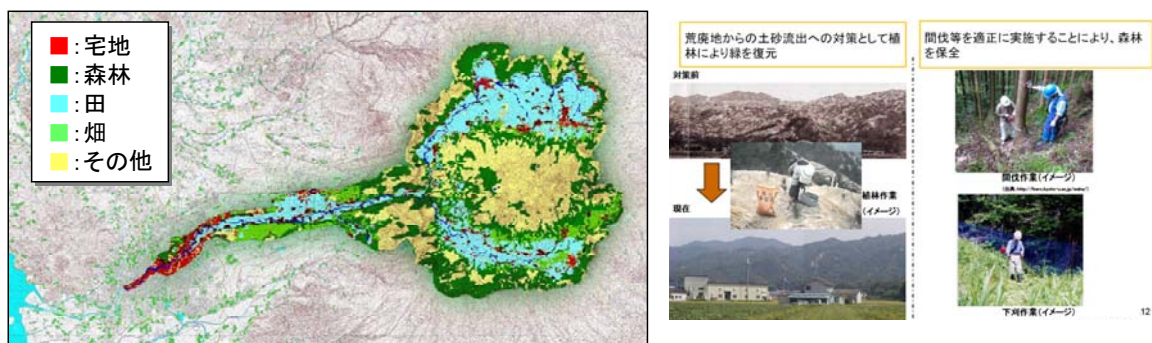 ■：宅地
■：森林
■：田
■：畑
■：その他
荒廃地からの土砂流出への対策として植
林により緑を復元
対策前
植林作業
(イメージ)
現在
間伐等を適正に実施することにより、森林
を保全
間伐作業(イメージ)
下刈作業(イメージ)
12